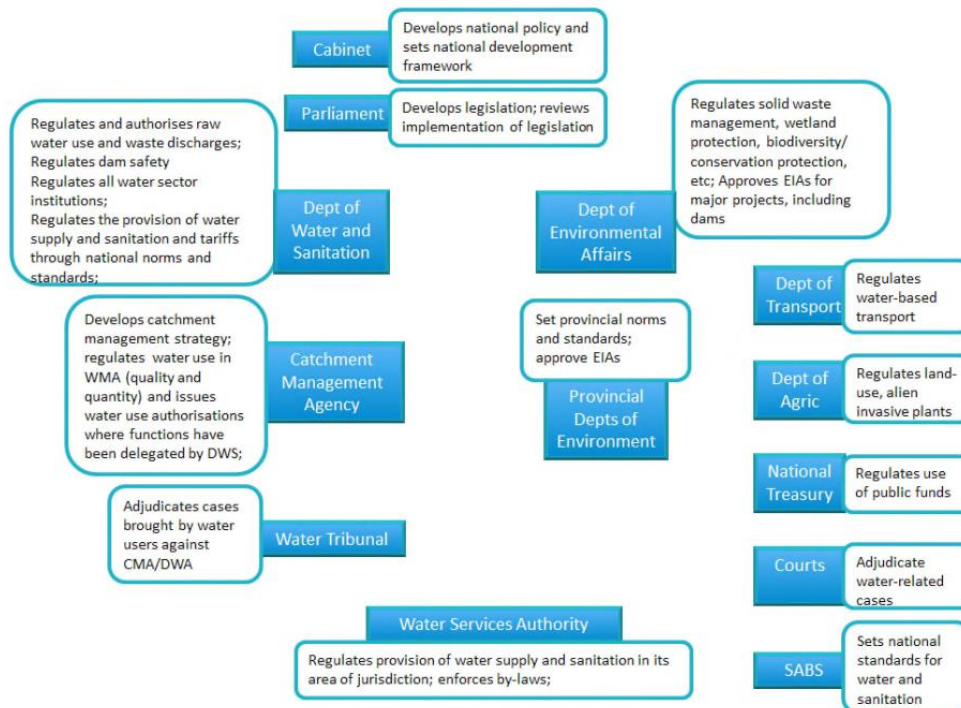 Cabinet
Develops national policy and
sets national development
framework
Parliament
Develops legislation; reviews
implementation of legislation
Regulates and authorises raw
water use and waste discharges;
Regulates dam safety
Regulates all water sector
institutions;
Regulates the provision of water
supply and sanitation and tariffs
through national norms and
standards;
Dept of
Water and
Sanitation
Regulates solid waste
management, wetland
protection, biodiversity/
conservation protection,
etc; Approves EIAs for
major projects, including
dams
Dept of
Environmental
Affairs
Dept of
Transport
Regulates
water-based
transport
Develops catchment
management strategy;
regulates water use in
WMA (quality and
quantity) and issues
water use authorisations
where functions have
been delegated by DWS;
Catchment
Management
Agency
Set provincial norms
and standards;
approve EIAs
Provincial
Depts of
Environment
Dept of
Agric
Regulates land-
use, alien
invasive plants
National
Treasury
Regulates use
of public funds
Adjudicates cases
brought by water
users against
CMA/DWA
Water Tribunal
Courts
Adjudicate
water-related
cases
Water Services Authority
Regulates provision of water supply and sanitation in its
area of jurisdiction; enforces by-laws;
SABS
Sets national
standards for
water and
sanitation